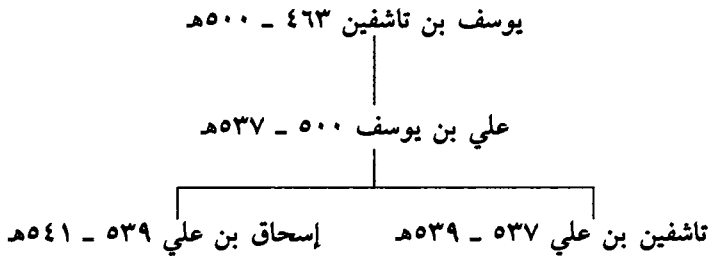 يوسف بن تاشفين ٤٦٣ ـ ٥٠٠هـ
علي بن يوسف ٥٠٠ ـ ٥٣٧هـ
تاشفين بن علي ٥٣٧ ـ ٥٣٩هـ إسحاق بن علي ٥٣٩ ـ ٥٤١هـ